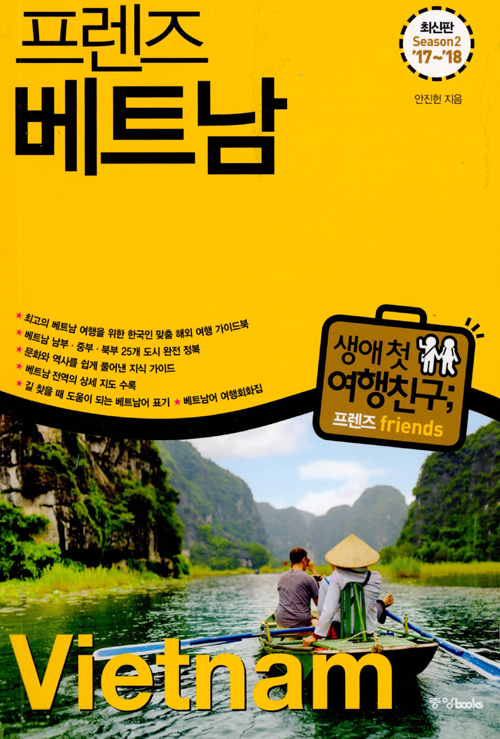 프렌즈
베트남
최신판
Season2
'17~'18
안진헌 지음
★ 최고의 베트남 여행을 위한 한국인 맞춤 해외 여행 가이드북
★ 베트남 남부 · 중부 · 북부 25개 도시 완전 정복
★ 문화와 역사를 쉽게 풀어낸 지식 가이드
★ 베트남 전역의 상세 지도 수록
★ 길 찾을 때 도움이 되는 베트남어 표기 ★ 베트남어 여행회화집
생애 첫
여행친구;
프렌즈 friends
Vietnam
중앙books